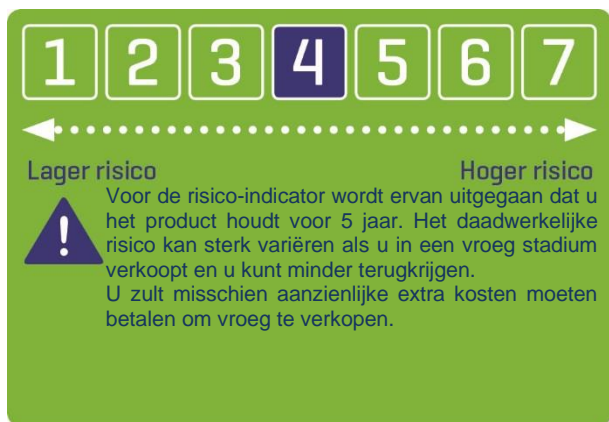 1 2 3 4 5 6 7
Lager risico Hoger risico
Voor de risico-indicator wordt ervan uitgegaan dat u
het product houdt voor 5 jaar. Het daadwerkelijke
risico kan sterk variëren als u in een vroeg stadium
verkoopt en u kunt minder terugkrijgen.
U zult misschien aanzienlijke extra kosten moeten
betalen om vroeg te verkopen.